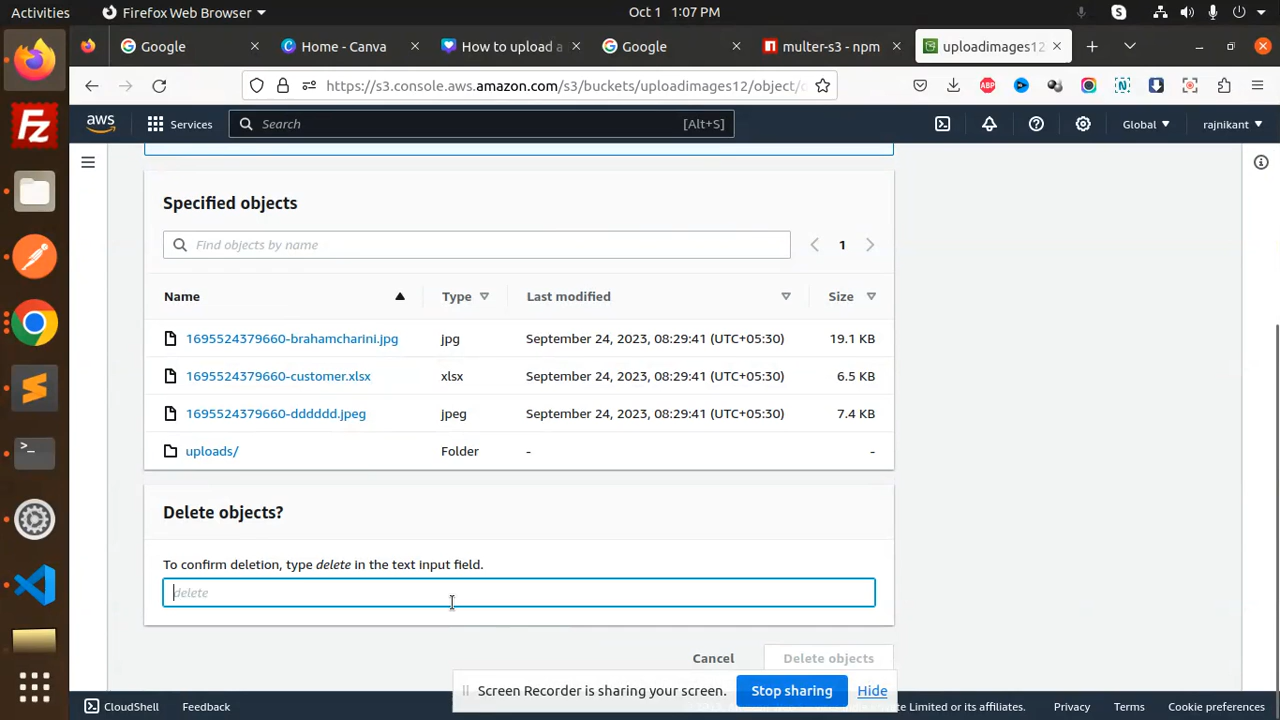 Activities Firefox Web Browser Oct 1 1:07 PM
Google Home - Canva How to upload a Google multer-s3 - npm uploadimages12
https://s3.console.aws.amazon.com/s3/buckets/uploadimages12/object/
aws Services Search [Alt+S] Global rajnikant
Specified objects
Find objects by name 1
Name Type Last modified Size
1695524379660-brahamcharini.jpg jpg September 24, 2023, 08:29:41 (UTC+05:30) 19.1 KB
1695524379660-customer.xlsx xlsx September 24, 2023, 08:29:41 (UTC+05:30) 6.5 KB
1695524379660-dddddd.jpeg jpeg September 24, 2023, 08:29:41 (UTC+05:30) 7.4 KB
uploads/ Folder - -
Delete objects?
To confirm deletion, type delete in the text input field.
delete
Cancel Delete objects
Screen Recorder is sharing your screen. Stop sharing Hide
CloudShell Feedback Limited or its affiliates. Privacy Terms Cookie preferences